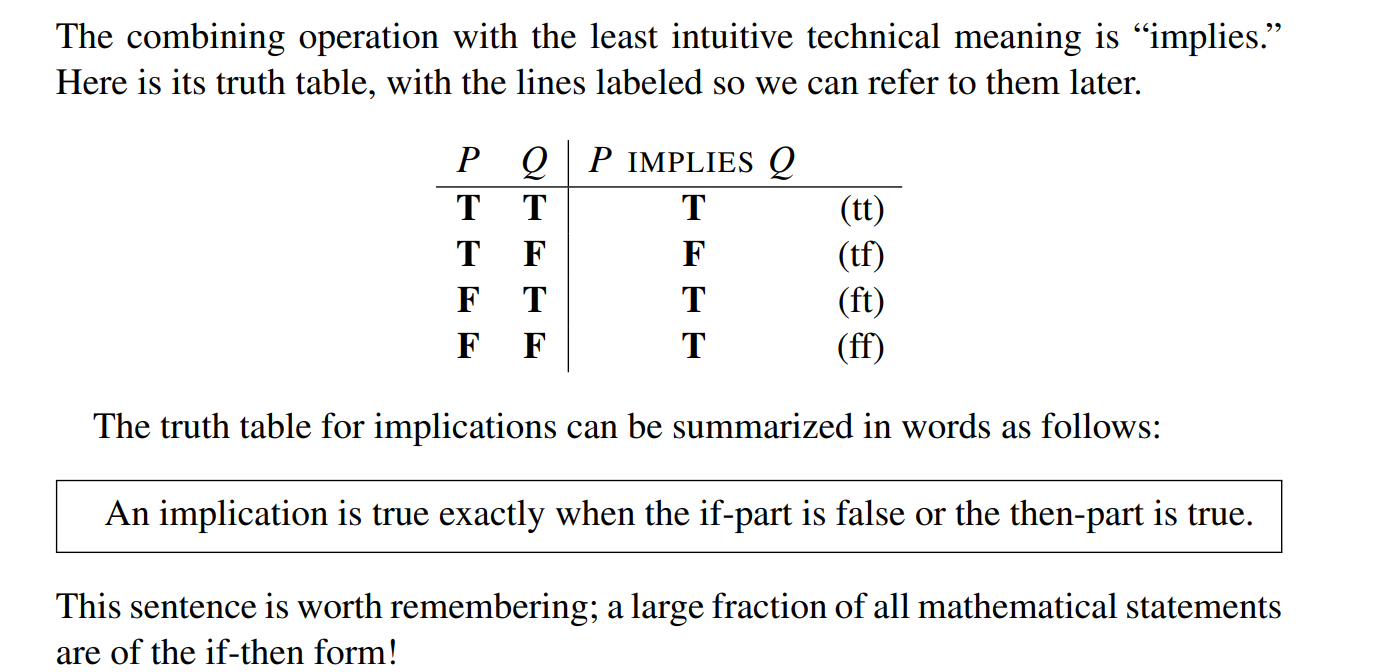 The combining operation with the least intuitive technical meaning is “implies.”
Here is its truth table, with the lines labeled so we can refer to them later.
P Q P IMPLIES Q
T T T (tt)
T F F (tf)
F T T (ft)
F F T (ff)
The truth table for implications can be summarized in words as follows:
An implication is true exactly when the if-part is false or the then-part is true.
This sentence is worth remembering; a large fraction of all mathematical statements
are of the if-then form!